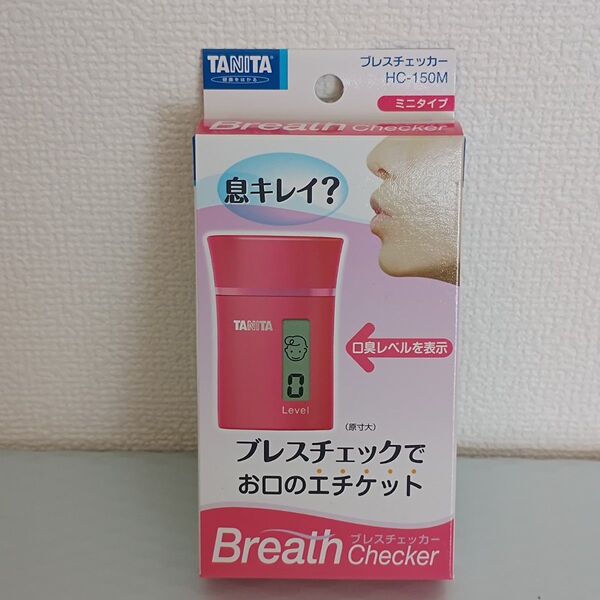 TANITA
健康をはかる
ブレスチェッカー
HC-150M
ミニタイプ
Breath Checker
息キレイ?
TANITA
0
Level
口臭レベルを表示
(原寸大)
ブレスチェックで
お口のエチケット
ブレスチェッカー
Breath Checker